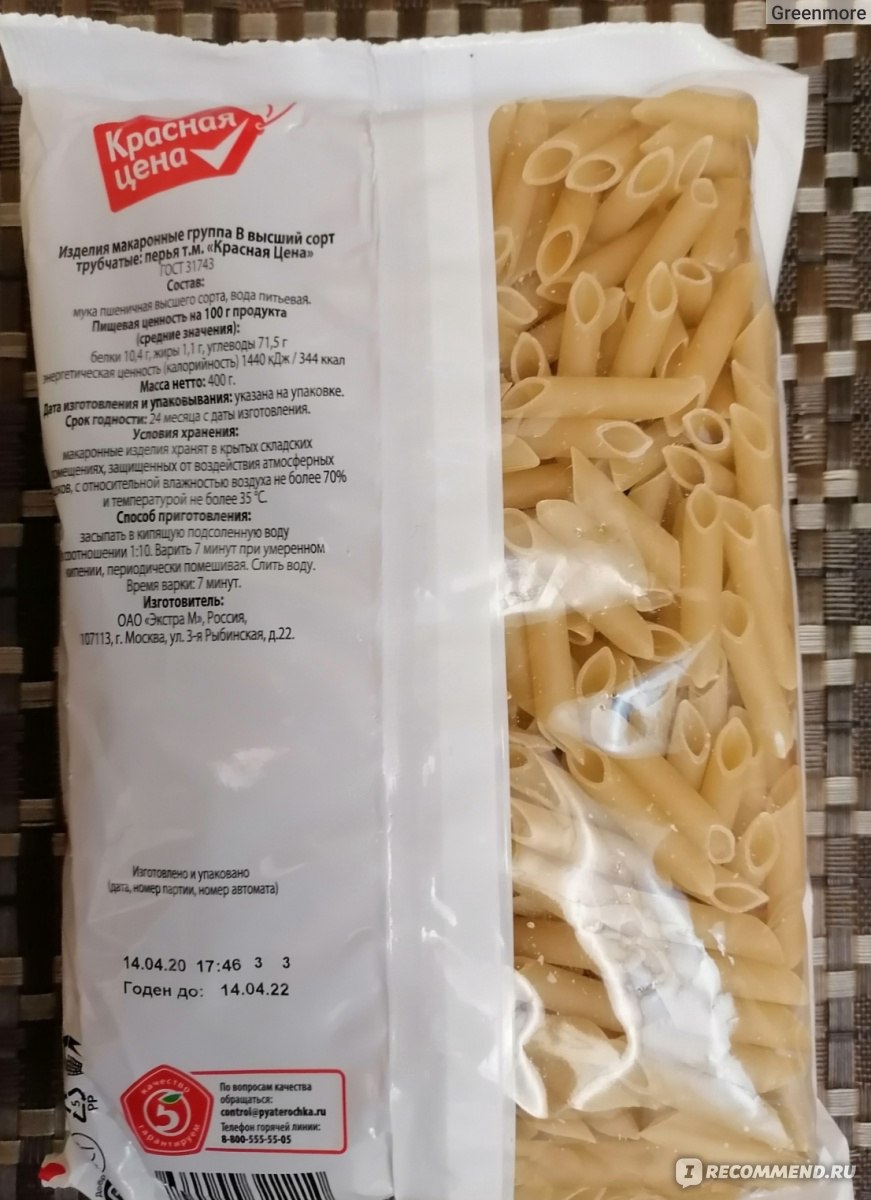 Greenmore
Красная
цена
Изделия макаронные группа В высший сорт
трубчатые: перья т.м. «Красная Цена»
ГОСТ 31743
Состав:
мука пшеничная высшего сорта, вода питьевая.
Пищевая ценность на 100 г продукта
(средние значения):
белки 10,4 г, жиры 1,1 г, углеводы 71,5 г
энергетическая ценность (калорийность) 1440 кДж / 344 ккал
Масса нетто: 400 г.
Дата изготовления и упаковывания: указана на упаковке.
Срок годности: 24 месяца с даты изготовления.
Условия хранения:
макаронные изделия хранят в крытых складских
помещениях, защищенных от воздействия атмосферных
с относительной влажностью воздуха не более 70%
и температурой не более 35 °С.
Способ приготовления:
засыпать в кипящую подсоленную воду
соотношении 1:10. Варить 7 минут при умеренном
кипении, периодически помешивая. Слить воду.
Время варки: 7 минут.
Изготовитель:
ОАО «Экстра М», Россия,
107113, г. Москва, ул. 3-я Рыбинская, д.22.
Изготовлено и упаковано
(дата, номер партии, номер автомата)
14.04.20 17:46 3 3
Годен до: 14.04.22
качество
5
гарантируем
По вопросам качества
обращаться:
control@pyaterochka.ru
Телефон горячей линии:
8-800-555-55-05
5
PP
IRECOMMEND.RU